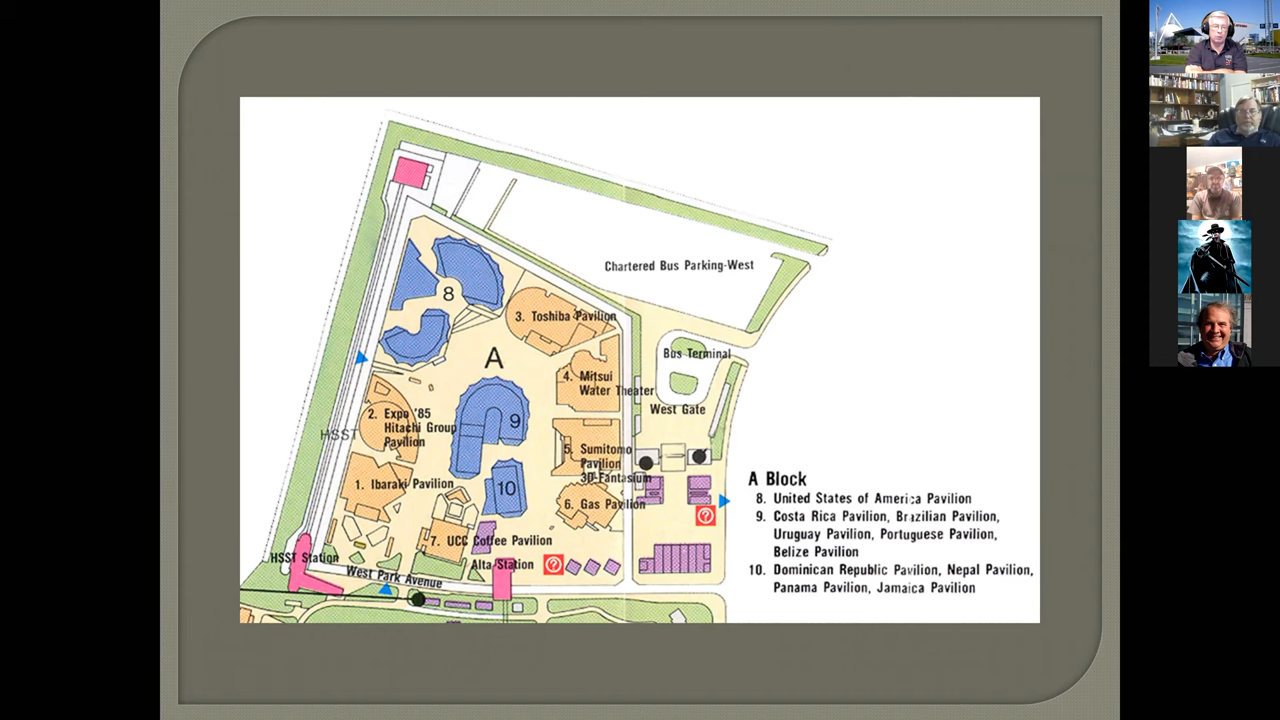 Chartered Bus Parking-West
8
3. Toshiba Pavilion
A
Bus Terminal
4. Mitsui
Water Theater
West Gate
2. Expo '85
Hitachi Group
Pavilion
HSST
9
5. Sumitomo
Pavilion
3D-Fantasium
1. Ibaraki Pavilion
10
6. Gas Pavilion
?
7. UCC Coffee Pavilion
HSST Station
Alta Station
?
West Park Avenue
A Block
8. United States of America Pavilion
9. Costa Rica Pavilion, Brazilian Pavilion,
Uruguay Pavilion, Portuguese Pavilion,
Belize Pavilion
10. Dominican Republic Pavilion, Nepal Pavilion,
Panama Pavilion, Jamaica Pavilion